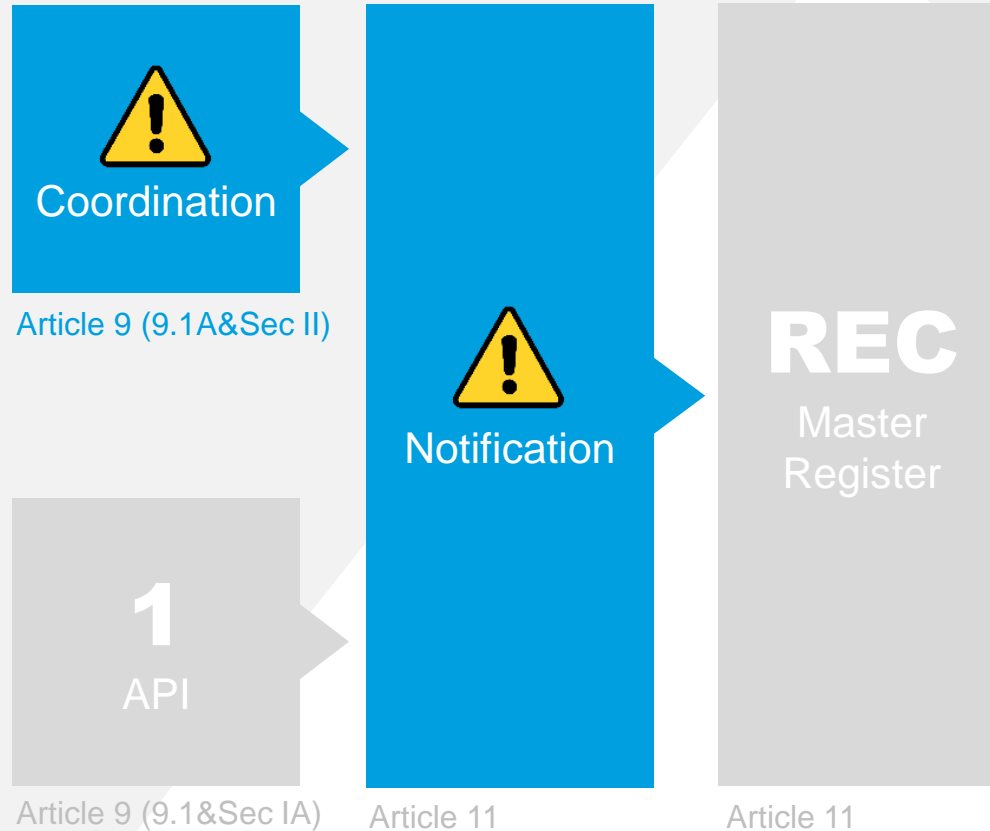 Coordination
Article 9 (9.1A&Sec II)
1
API
Article 9 (9.1&Sec IA)
Notification
Article 11
REC
Master
Register
Article 11